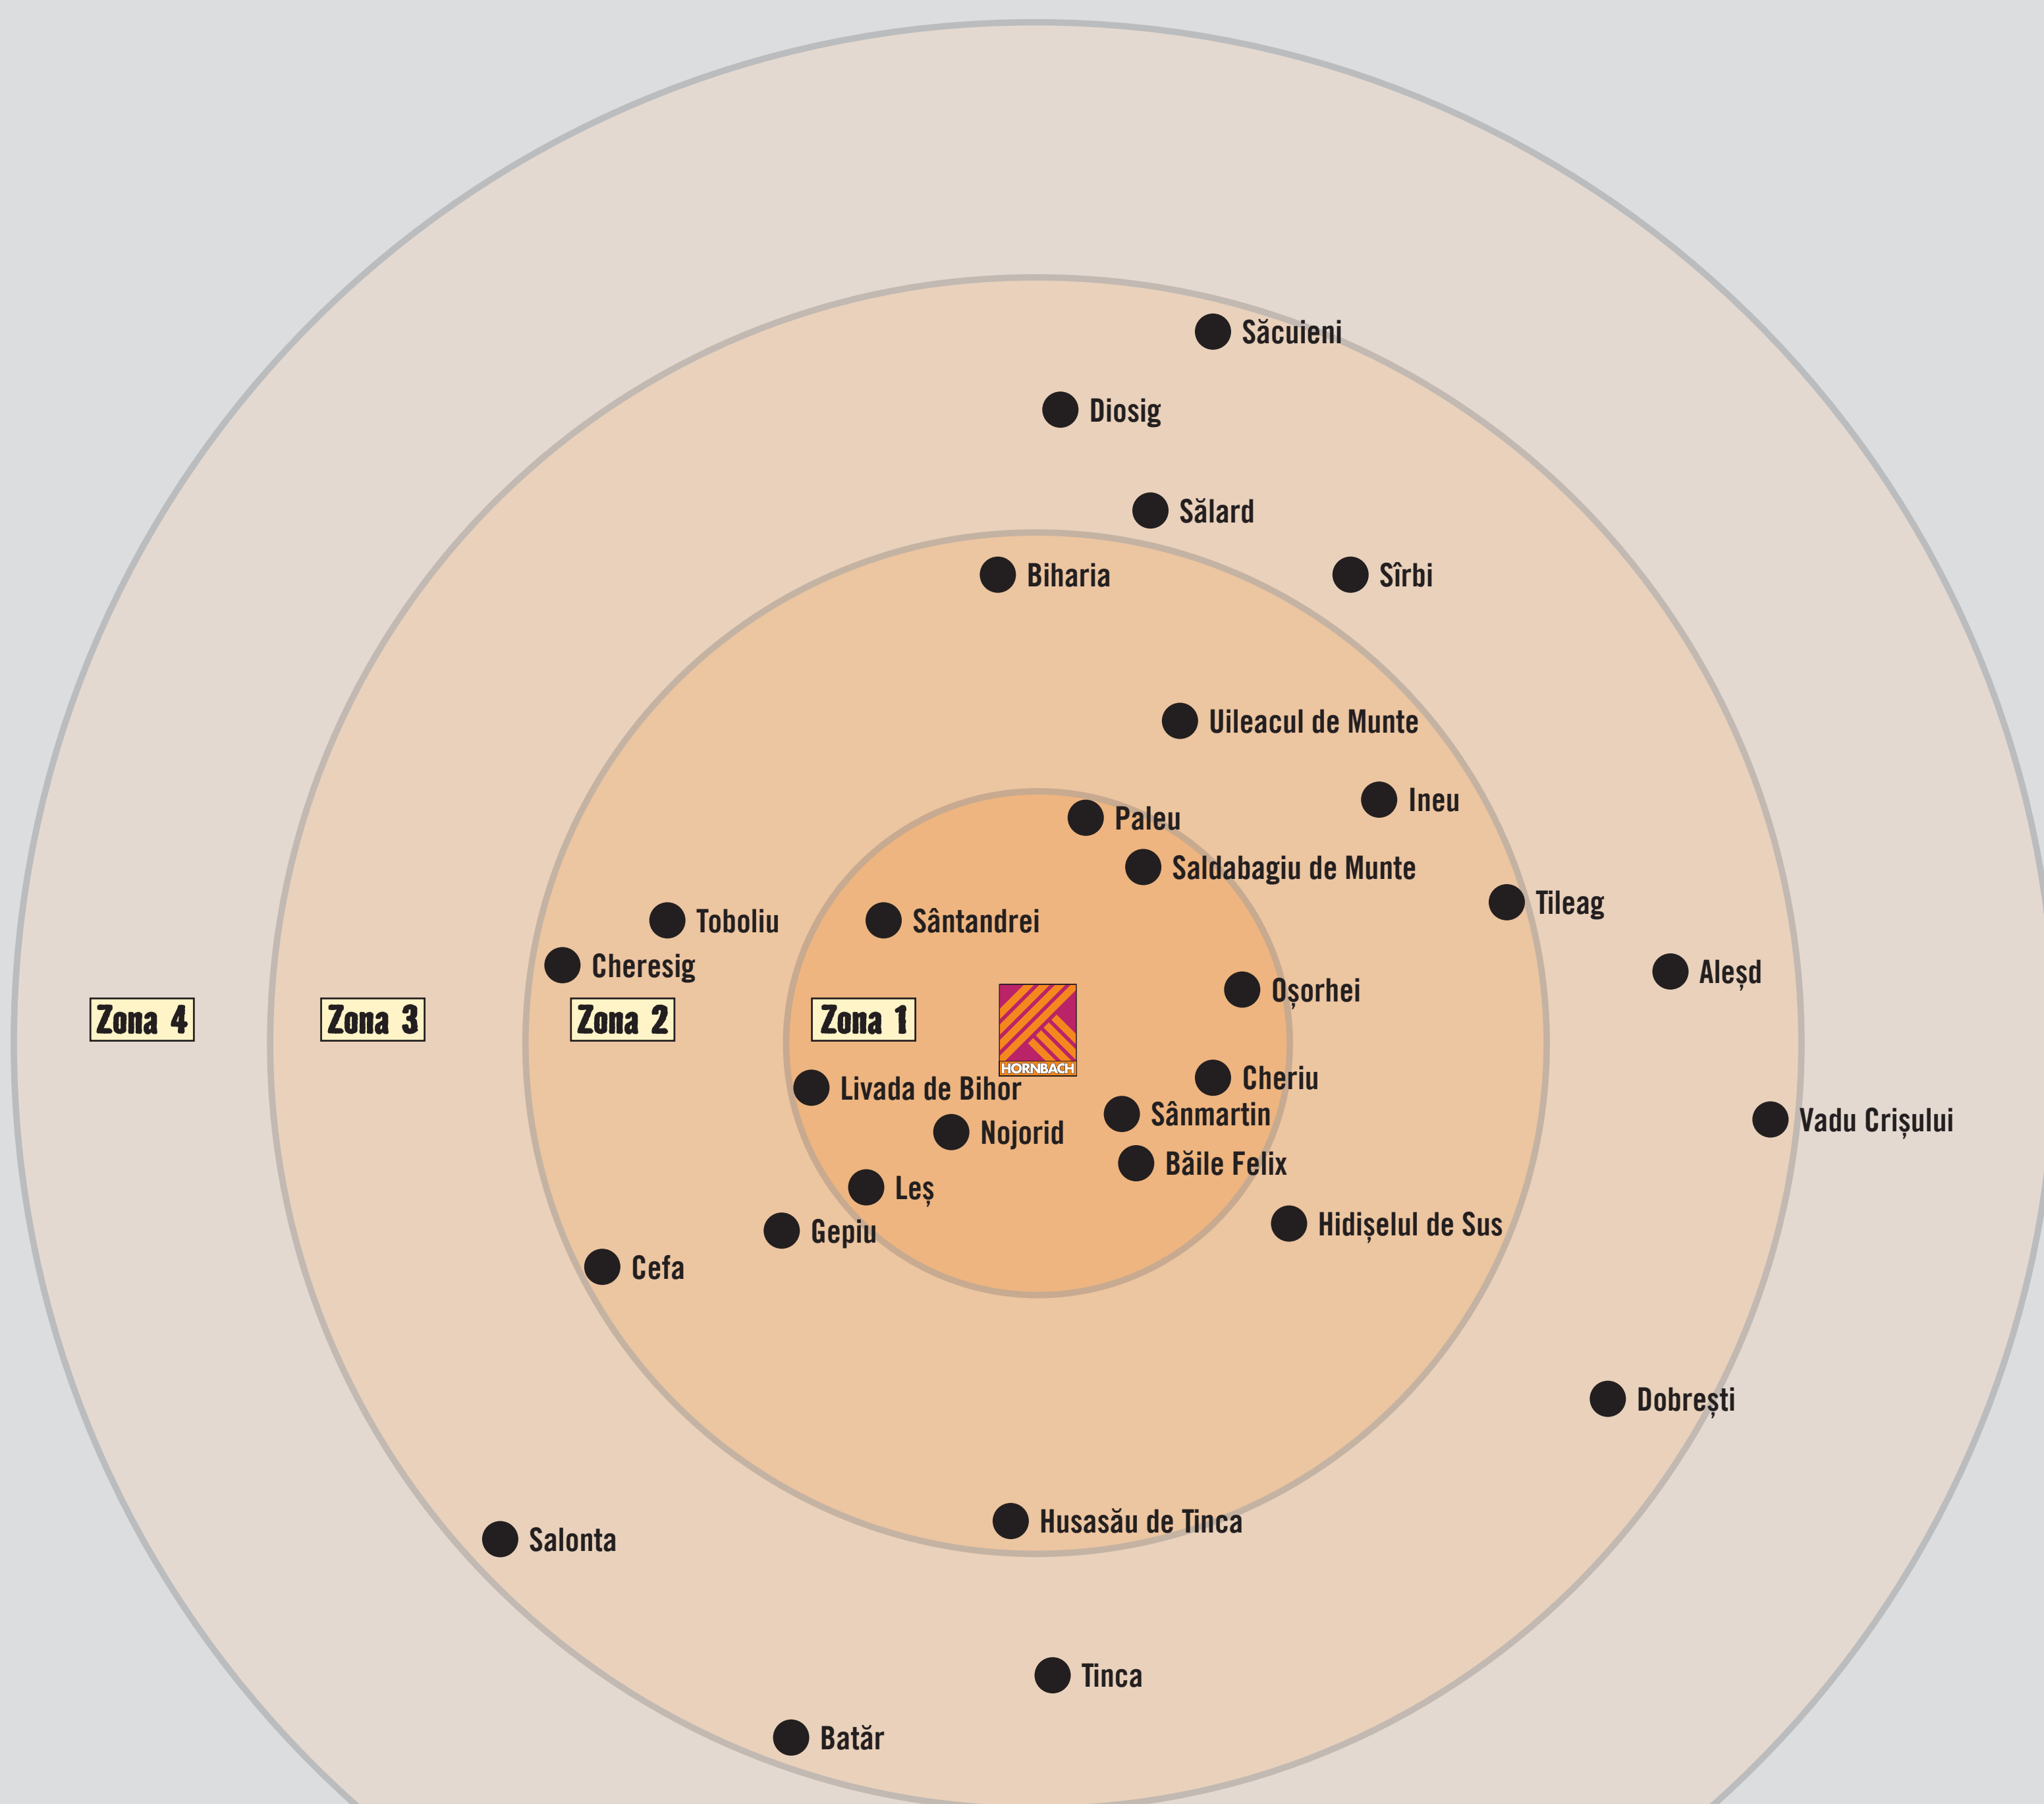 Săcuieni
Diosig
Sălard
Biharia
Sîrbi
Uileacul de Munte
Ineu
Paleu
Saldabagiu de Munte
Tileag
Toboliu
Sântandrei
Cheresig
Aleșd
Oșorhei
Zona 4
Zona 3
Zona 2
Zona 1
HORNBACH
Cheriu
Livada de Bihor
Sânmartin
Vadu Crișului
Nojorid
Băile Felix
Leș
Hidișelul de Sus
Gepiu
Cefa
Dobrești
Husasău de Tinca
Salonta
Tinca
Batăr